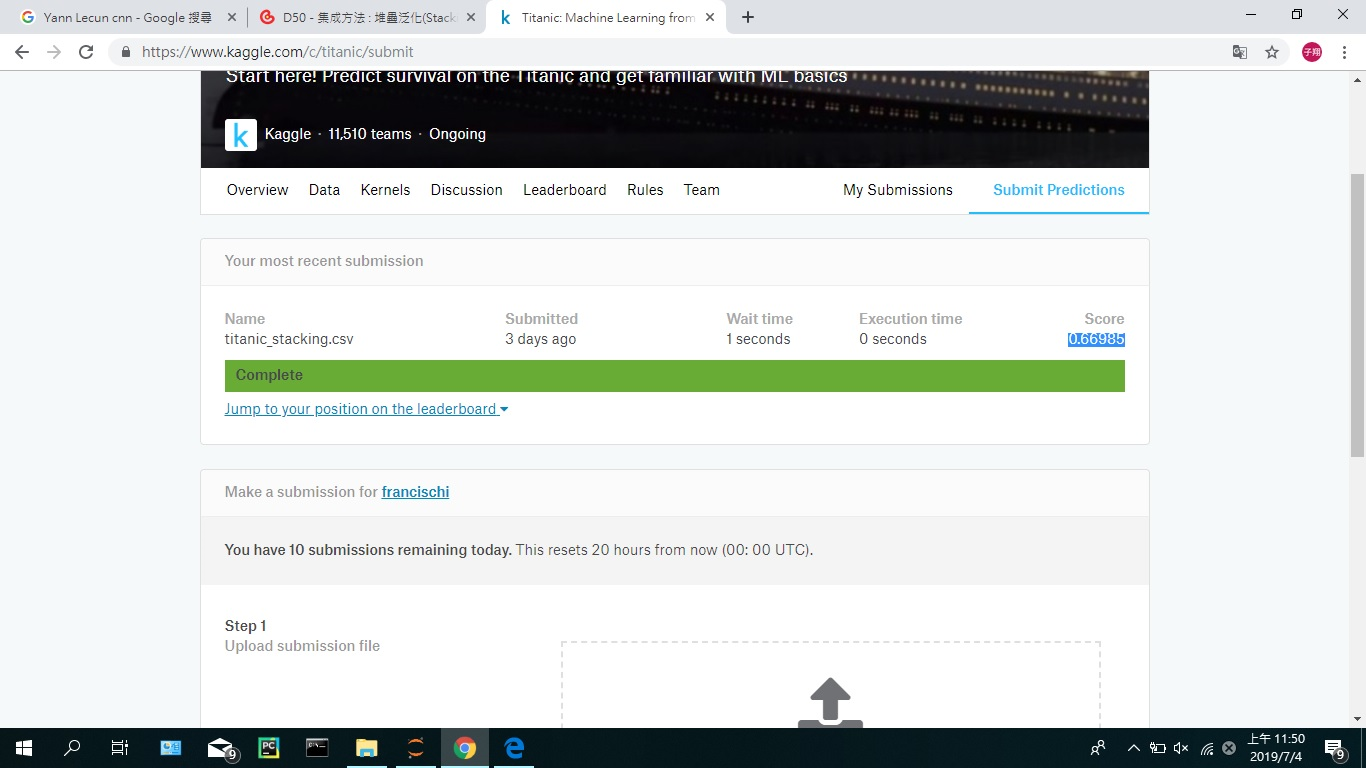 Yann Lecun cnn - Google 搜尋
D50 - 集成方法 : 堆疊泛化(Stack
Titanic: Machine Learning from
https://www.kaggle.com/c/titanic/submit
子翔
Start here! Predict survival on the Titanic and get familiar with ML basics
k Kaggle · 11,510 teams · Ongoing
Overview Data Kernels Discussion Leaderboard Rules Team My Submissions Submit Predictions
Your most recent submission
Name Submitted Wait time Execution time Score
titanic_stacking.csv 3 days ago 1 seconds 0 seconds 0.66985
Complete
Jump to your position on the leaderboard
Make a submission for francischi
You have 10 submissions remaining today. This resets 20 hours from now (00: 00 UTC).
Step 1
Upload submission file
9
PC
上午 11:50
2019/7/4
9